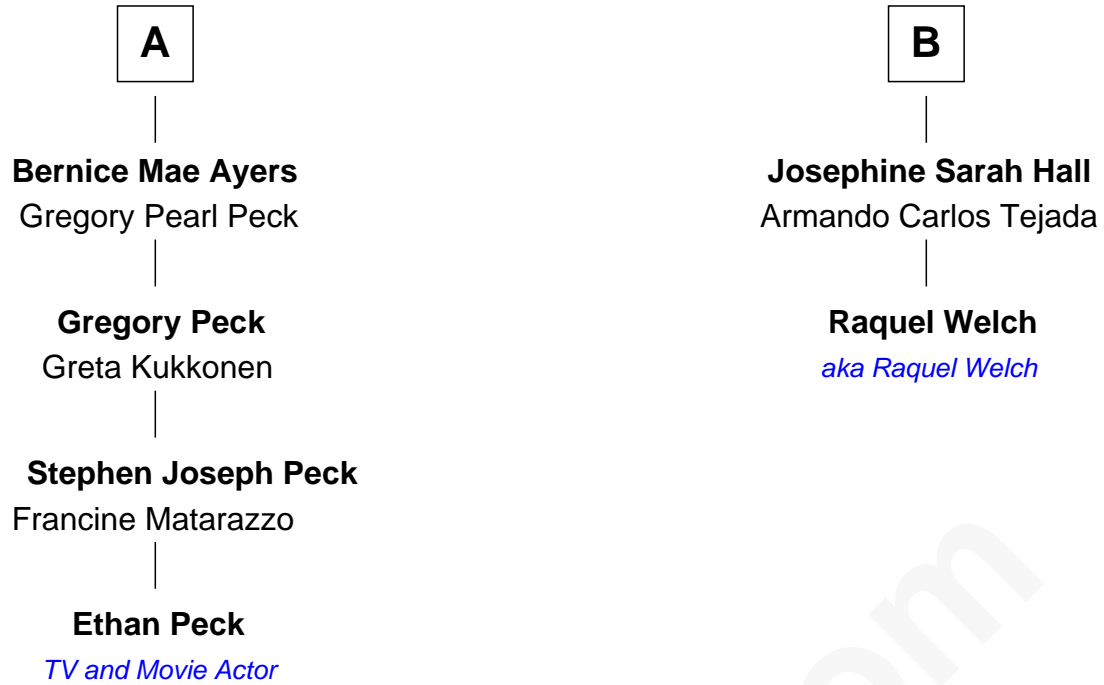 A
Bernice Mae Ayers
Gregory Pearl Peck
Gregory Peck
Greta Kukkonen
Stephen Joseph Peck
Francine Matarazzo
Ethan Peck
TV and Movie Actor
B
Josephine Sarah Hall
Armando Carlos Tejada
Raquel Welch
aka Raquel Welch
om